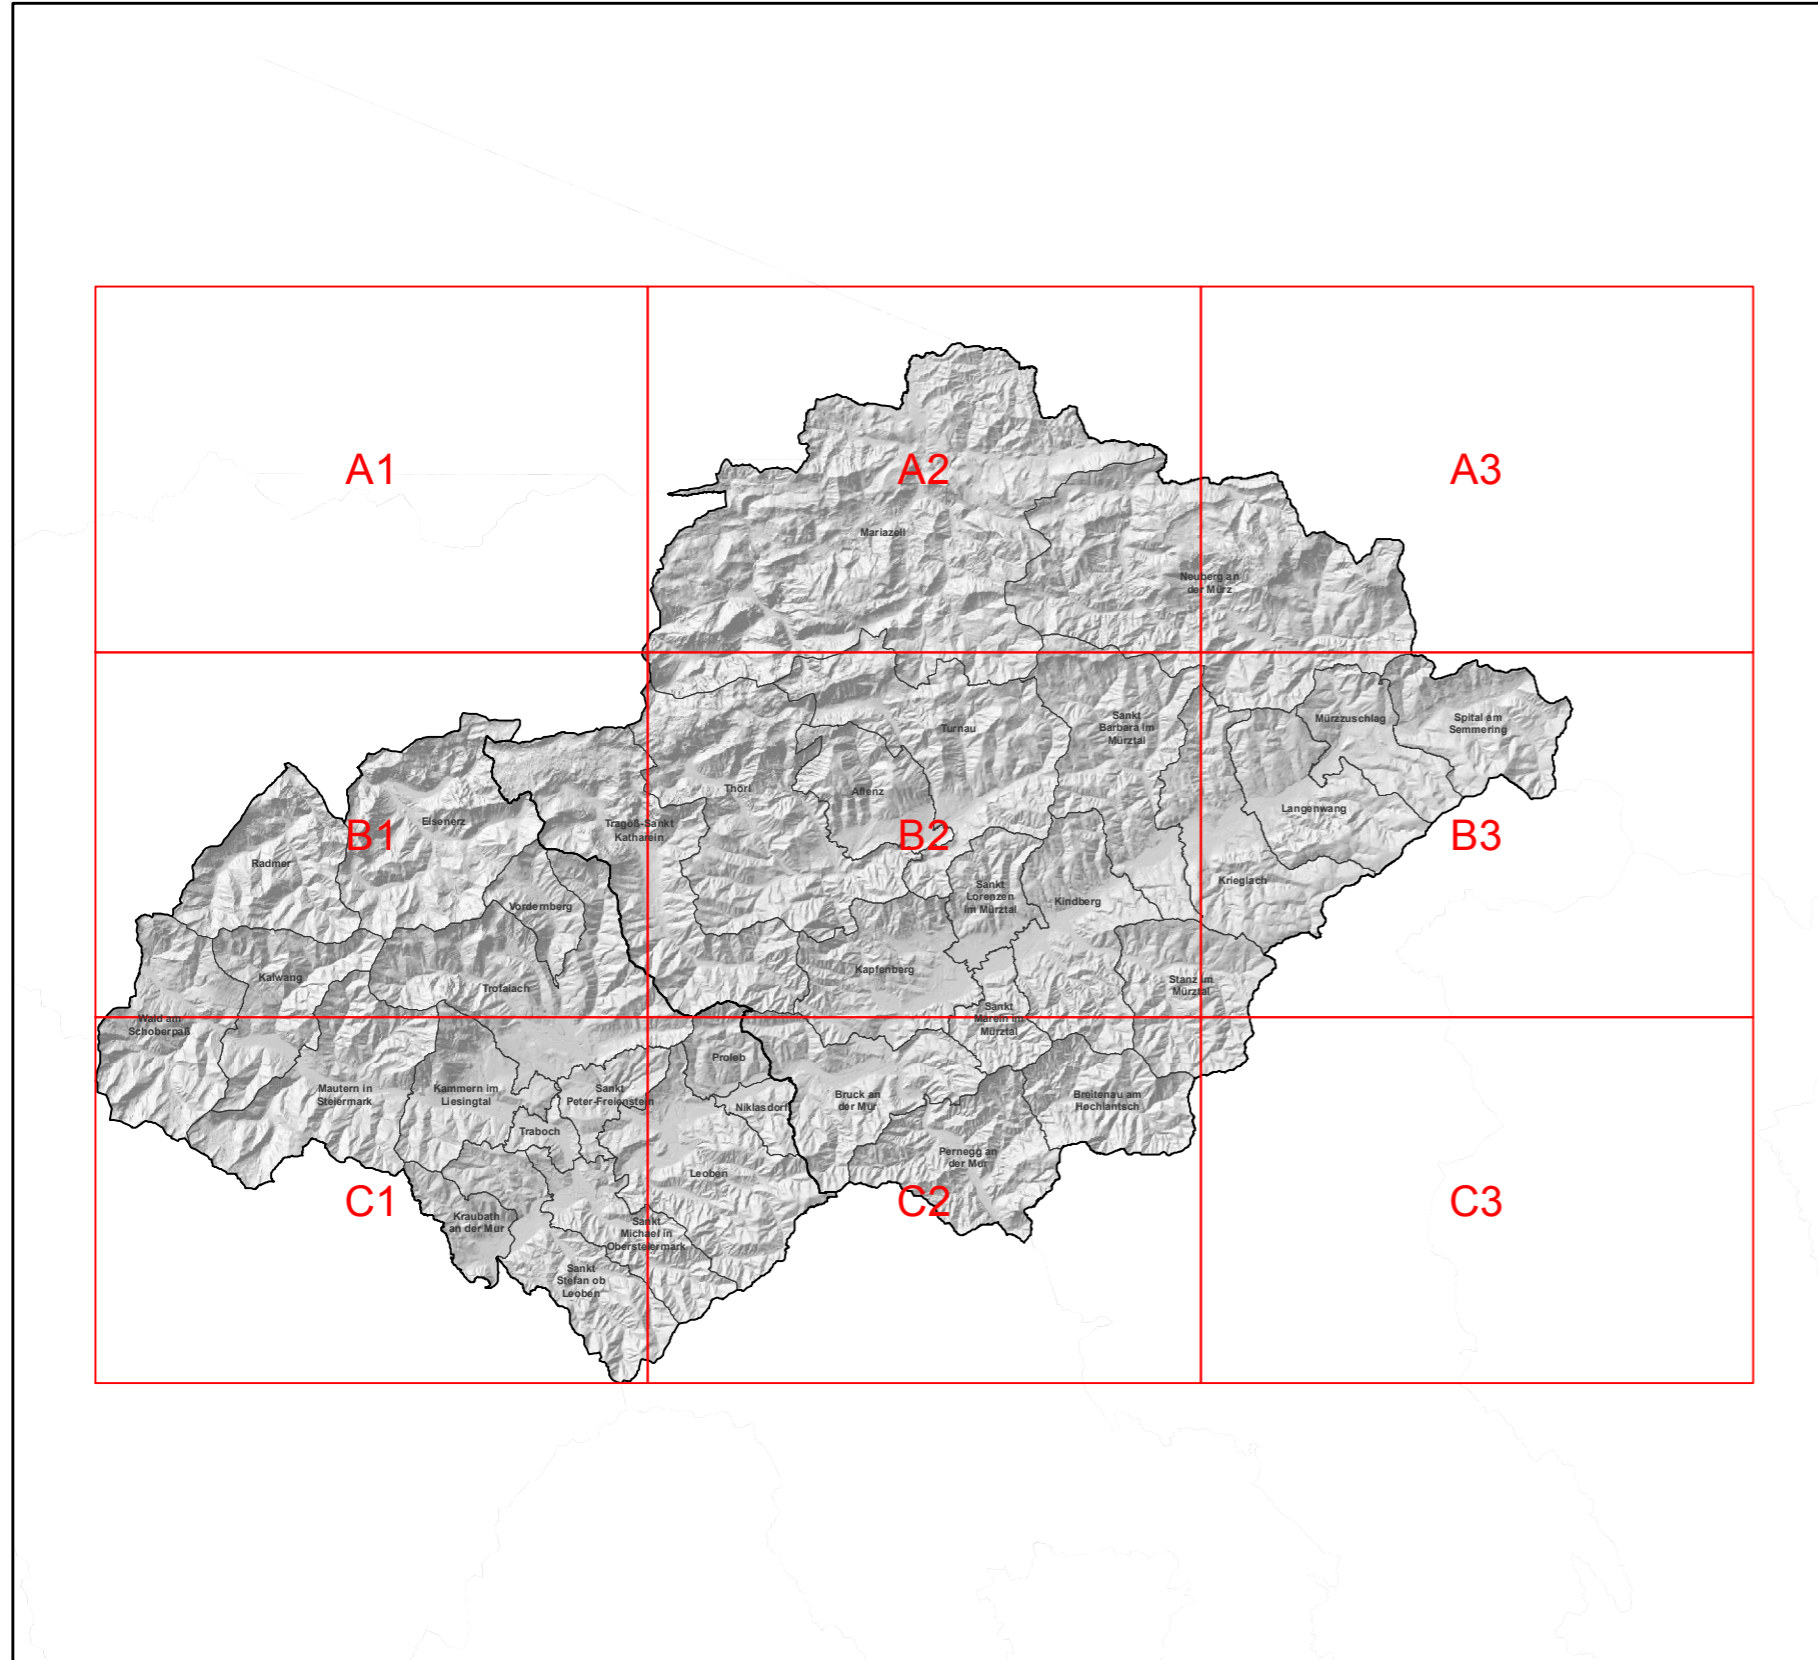 A1
A2
A3
Mariazell
Neuberg an
der Mürz
Sankt
Barbara im
Mürztal
Mürzzuschlag
Spital am
Semmering
Turnau
Thörl
Aflenz
Langenwang
Eisenerz
Tragöß-Sankt
Katharein
B1
B2
B3
Radmer
Vordernberg
Sankt
Lorenzen
im Mürztal
Kindberg
Krieglach
Kalwang
Trofaiach
Kapfenberg
Stanz im
Mürztal
Wald am
Schoberpaß
Sankt
Marein im
Mürztal
Proleb
Mautern in
Steiermark
Kammern im
Liesingtal
Sankt
Peter-Freienstein
Niklasdorf
Bruck an
der Mur
Breitenau am
Hochlantsch
Traboch
Leoben
Pernegg an
der Mur
C1
C2
C3
Kraubath
an der Mur
Sankt
Michael in
Obersteiermark
Sankt
Stefan ob
Leoben